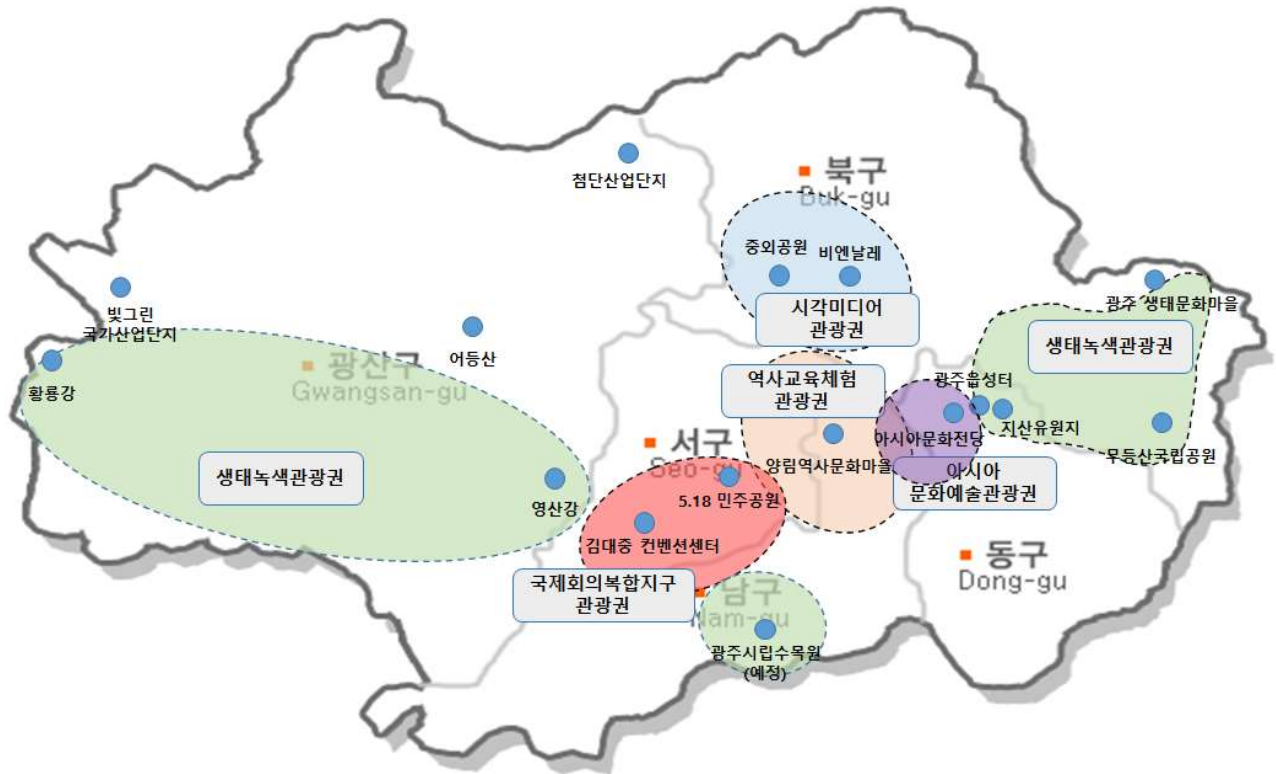 첨단산업단지
북구
Buk-gu
중외공원
비엔날레
시각미디어
관광권
빛그린
국가산업단지
광주 생태문화마을
생태녹색관광권
어등산
광산구
Gwangsan-gu
황룡강
역사교육체험
관광권
광주읍성터
지산유원지
아시아문화전당
무등산국립공원
서구
Seo-gu
양림역사문화마을
아시아
문화예술관광권
생태녹색관광권
영산강
5.18 민주공원
김대중 컨벤션센터
동구
Dong-gu
국제회의복합지구
관광권
남구
Nam-gu
광주시립수목원
(예정)